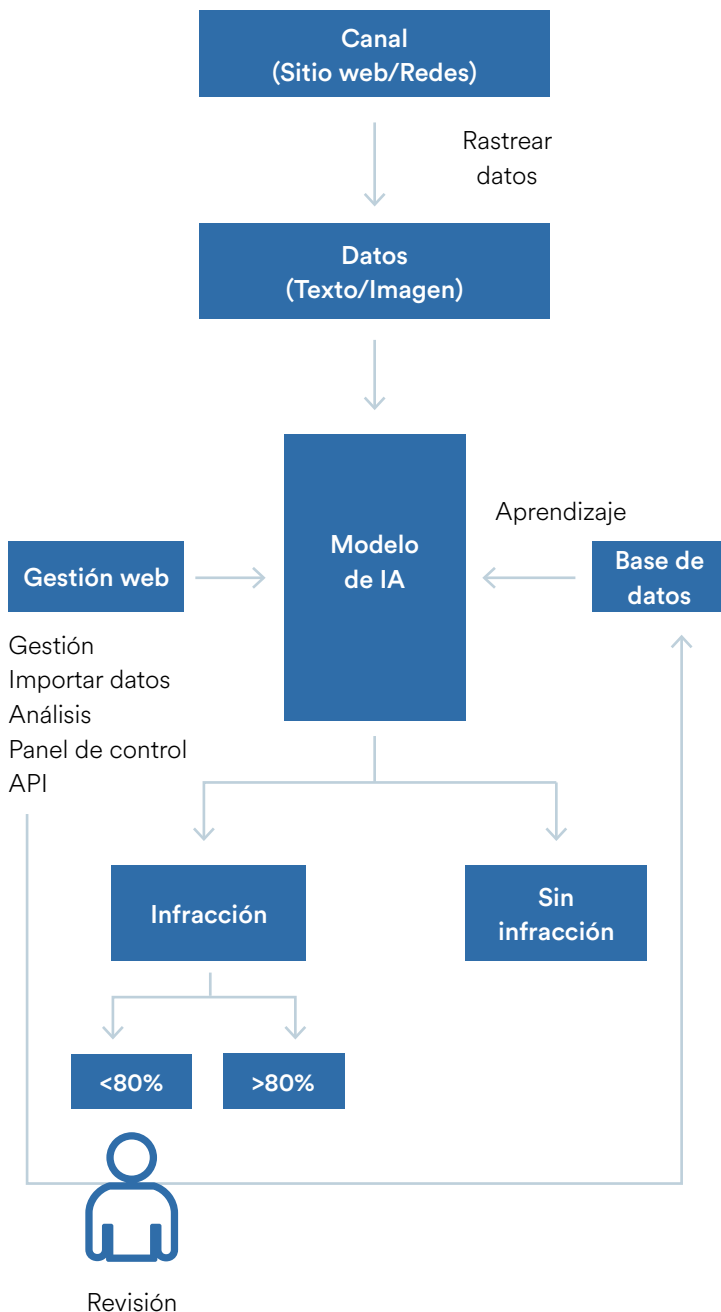 Canal
(Sitio web/Redes)
Rastrear
datos
Datos
(Texto/Imagen)
Modelo
de IA
Aprendizaje
Gestión web
Base de
datos
Gestión
Importar datos
Análisis
Panel de control
API
Infracción
Sin
infracción
<80%
>80%
Revisión